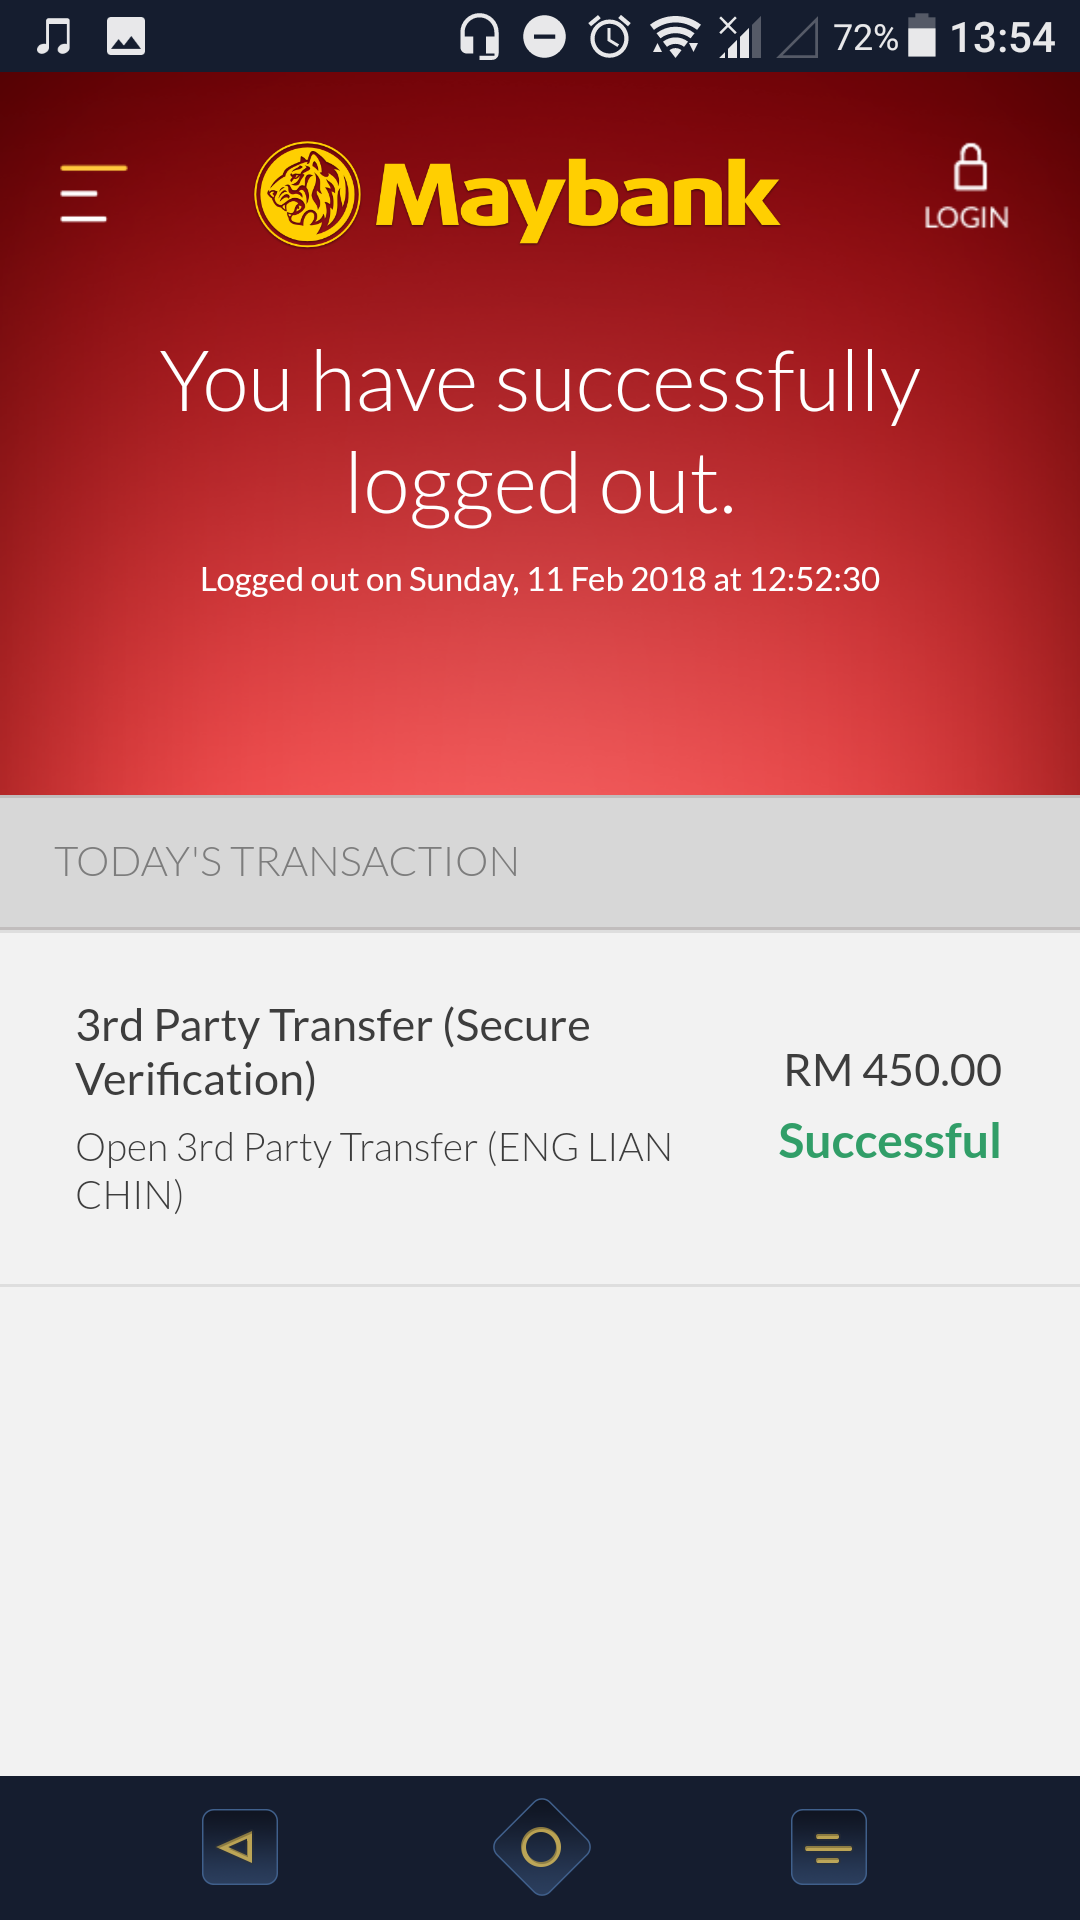 72% 13:54
Maybank
LOGIN
You have successfully
logged out.
Logged out on Sunday, 11 Feb 2018 at 12:52:30
TODAY'S TRANSACTION
3rd Party Transfer (Secure
Verification)
RM 450.00
Open 3rd Party Transfer (ENG LIAN
CHIN)
Successful